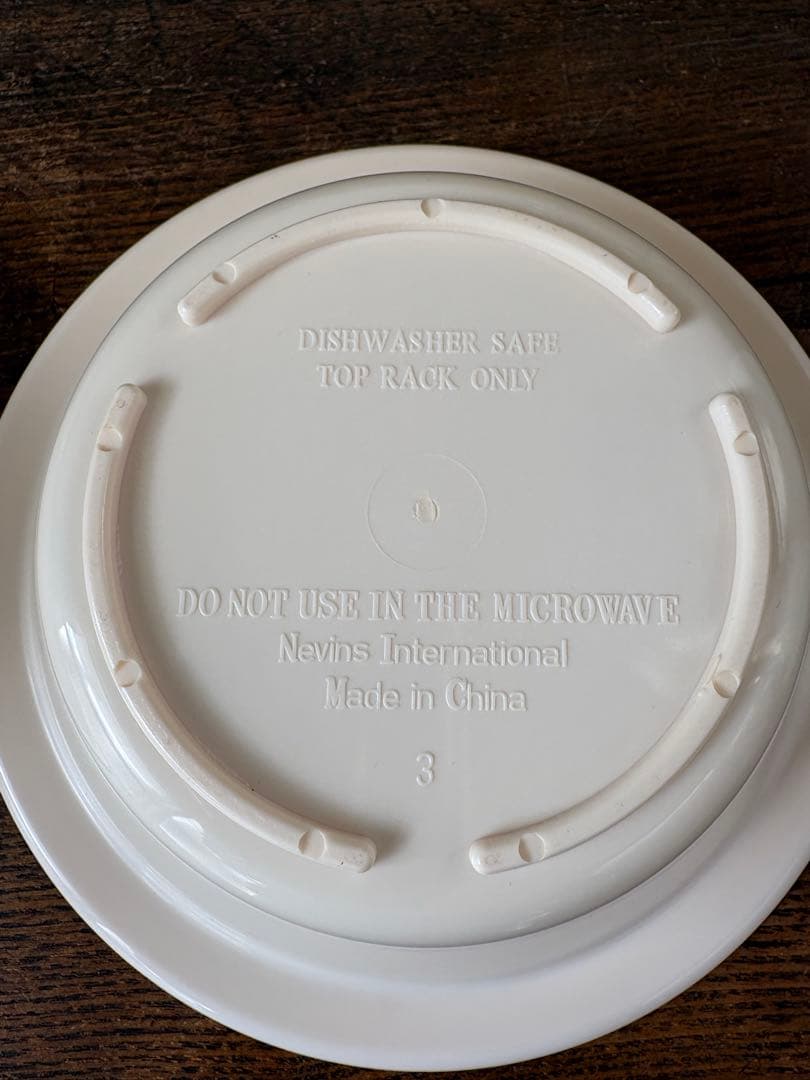 DISHWASHER SAFE
TOP RACK ONLY
DO NOT USE IN THE MICROWAVE
Nevins International
Made in China
3